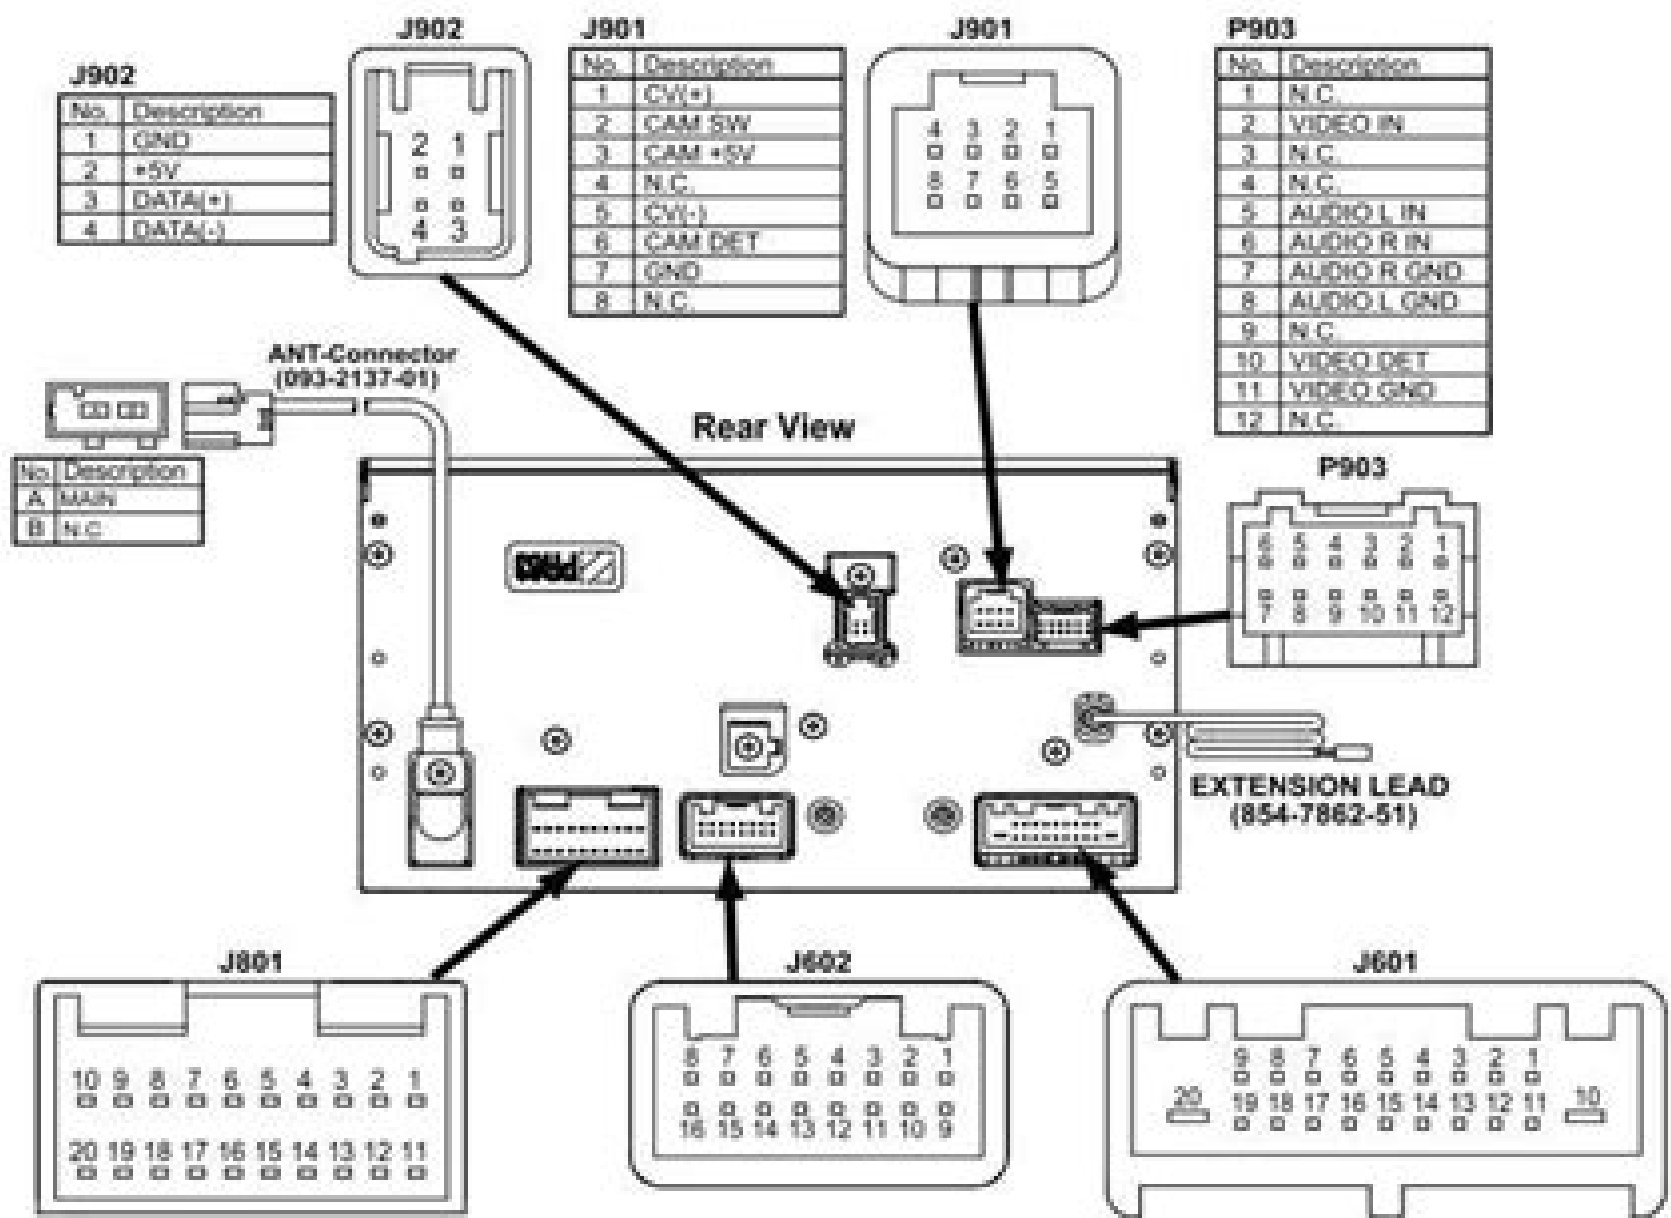 J902
No. Description
1 GND
2 +5V
3 DATA(+)
4 DATA(-)
J902
2 1
4 3
J901
No. Description
1 CV(+)
2 CAM SW
3 CAM +5V
4 N.C.
5 CV(-)
6 CAM DET
7 GND
8 N.C.
J901
4 3 2 1
8 7 6 5
P903
No. Description
1 N.C.
2 VIDEO IN
3 N.C.
4 N.C.
5 AUDIO L IN
6 AUDIO R IN
7 AUDIO R GND
8 AUDIO L GND
9 N.C.
10 VIDEO DET
11 VIDEO GND
12 N.C.
ANT-Connector
(093-2137-01)
No. Description
A MAIN
B N.C
Rear View
P903
6 5 4 3 2 1
7 8 9 10 11 12
EXTENSION LEAD
(854-7862-51)
J801
10 9 8 7 6 5 4 3 2 1
20 19 18 17 16 15 14 13 12 11
J602
8 7 6 5 4 3 2 1
16 15 14 13 12 11 10 9
J601
9 8 7 6 5 4 3 2 1
20 19 18 17 16 15 14 13 12 11 10